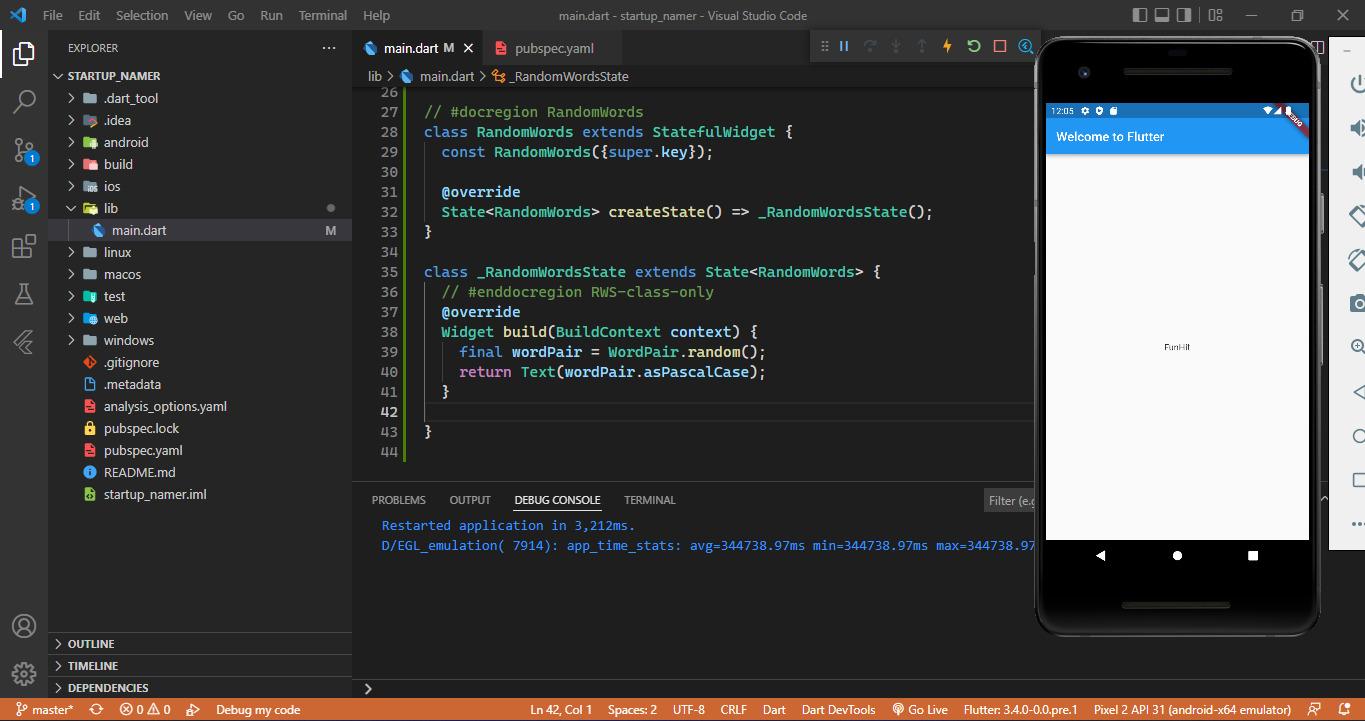 File Edit Selection View Go Run Terminal Help
main.dart - startup_namer - Visual Studio Code
EXPLORER
STARTUP_NAMER
.dart_tool
.idea
android
build
ios
lib
main.dart M
linux
macos
test
web
windows
.gitignore
.metadata
analysis_options.yaml
pubspec.lock
pubspec.yaml
README.md
startup_namer.iml
OUTLINE
TIMELINE
DEPENDENCIES
1
1
main.dart M
pubspec.yaml
lib > main.dart > _RandomWordsState
26
27 // #docregion RandomWords
28 class RandomWords extends StatefulWidget {
29 const RandomWords({super.key});
30
31 @override
32 State<RandomWords> createState() => _RandomWordsState();
33 }
34
35 class _RandomWordsState extends State<RandomWords> {
36 // #enddocregion RWS-class-only
37 @override
38 Widget build(BuildContext context) {
39 final wordPair = WordPair.random();
40 return Text(wordPair.asPascalCase);
41 }
42
43 }
44
PROBLEMS OUTPUT DEBUG CONSOLE TERMINAL
Filter (e.g
Restarted application in 3,212ms.
D/EGL_emulation( 7914): app_time_stats: avg=344738.97ms min=344738.97ms max=344738.97
12:05
DEBUG
Welcome to Flutter
FunHit
master* 0 0 Debug my code Ln 42, Col 1 Spaces: 2 UTF-8 CRLF Dart Dart DevTools Go Live Flutter: 3.4.0-0.0.pre.1 Pixel 2 API 31 (android-x64 emulator)